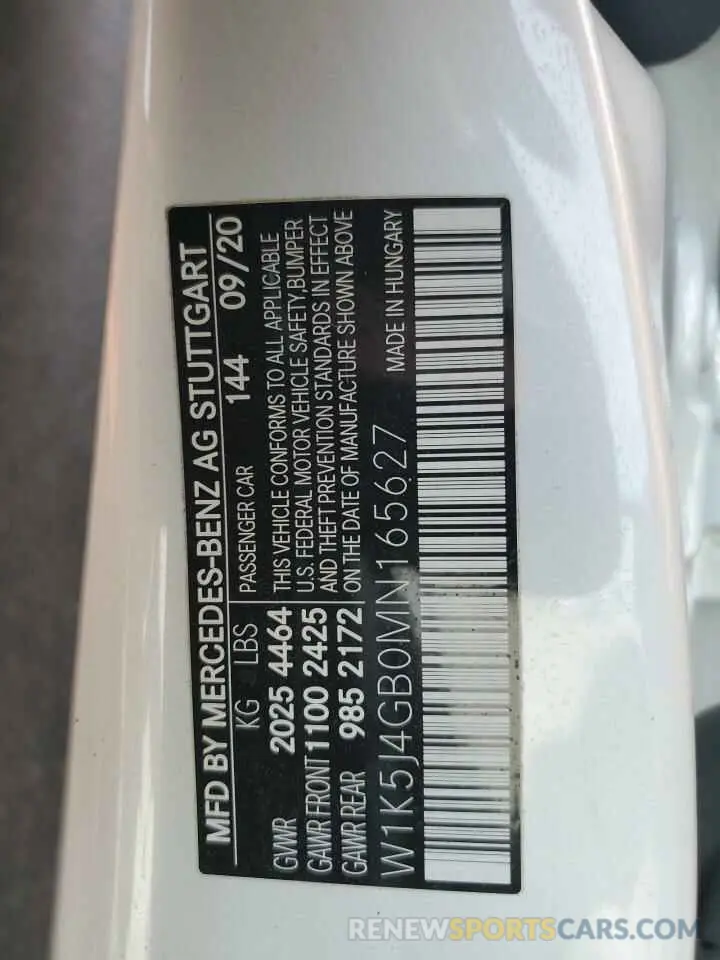 MFD BY MERCEDES-BENZ AG STUTTGART
KG LBS PASSENGER CAR 144 09/20
GVWR 2025 4464 THIS VEHICLE CONFORMS TO ALL APPLICABLE
GAWR FRONT 1100 2425 U.S. FEDERAL MOTOR VEHICLE SAFETY,BUMPER
AND THEFT PREVENTION STANDARDS IN EFFECT
GAWR REAR 985 2172 ON THE DATE OF MANUFACTURE SHOWN ABOVE
W1K5J4GB0MN165627 MADE IN HUNGARY
RENEWSPORTSCARS.COM